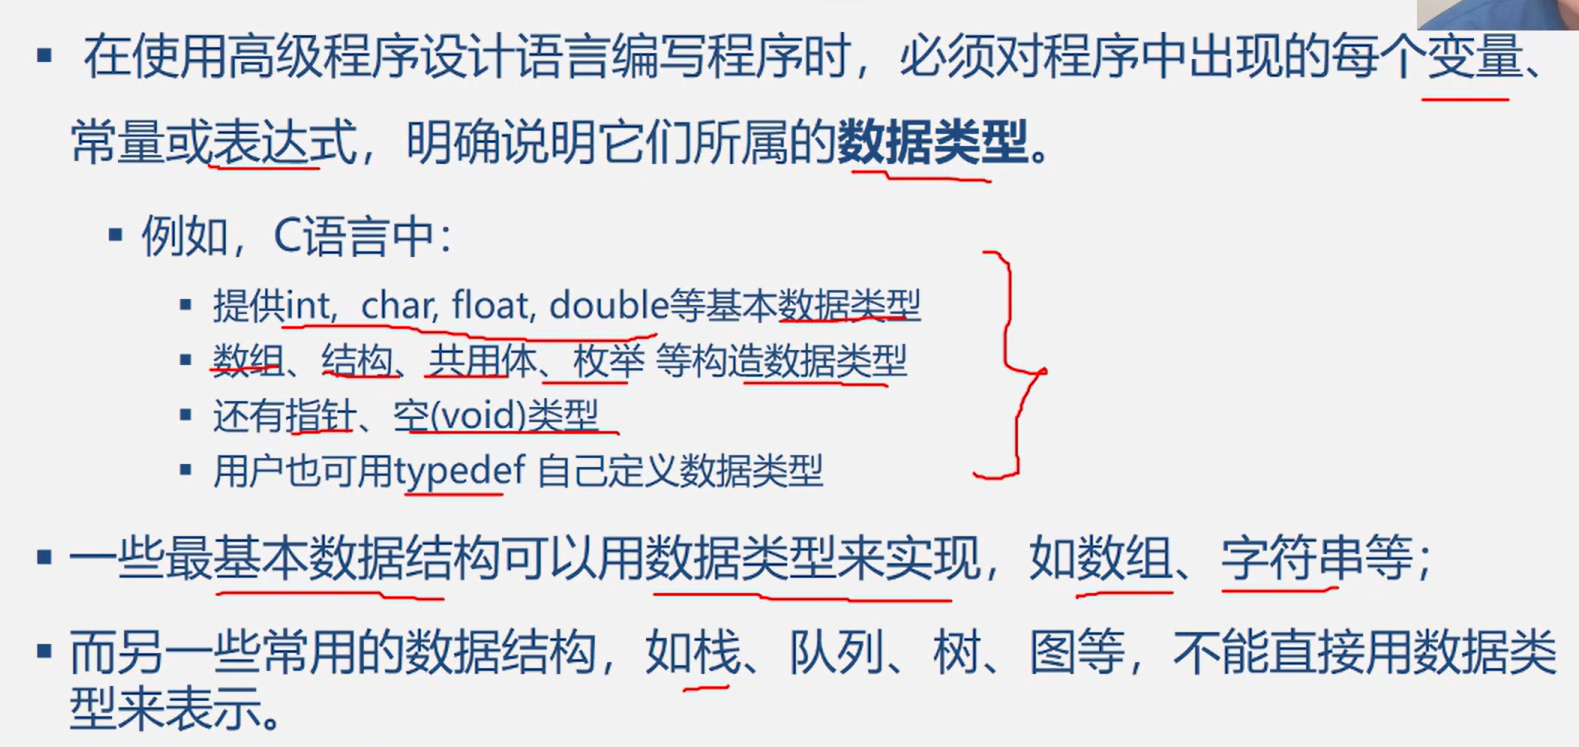 ▪ 在使用高级程序设计语言编写程序时，必须对程序中出现的每个变量、
常量或表达式，明确说明它们所属的数据类型。
▪ 例如，C语言中：
▪ 提供int, char, float, double等基本数据类型
▪ 数组、结构、共用体、枚举 等构造数据类型
▪ 还有指针、空(void)类型
▪ 用户也可用typedef 自己定义数据类型
▪ 一些最基本数据结构可以用数据类型来实现，如数组、字符串等；
▪ 而另一些常用的数据结构，如栈、队列、树、图等，不能直接用数据类
型来表示。